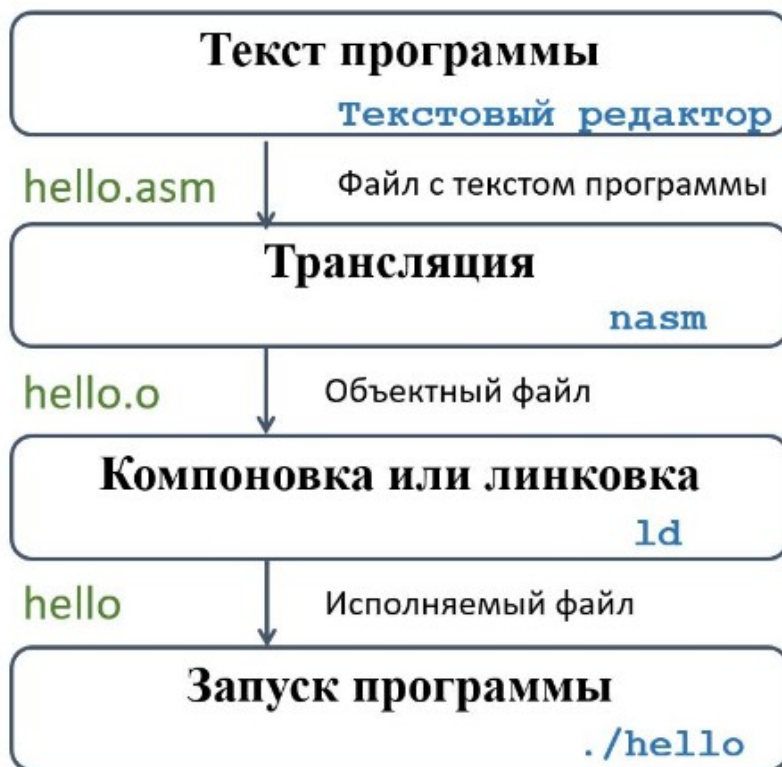 Текст программы
Текстовый редактор
hello.asm Файл с текстом программы
Трансляция
nasm
hello.o Объектный файл
Компоновка или линковка
ld
hello Исполняемый файл
Запуск программы
./hello